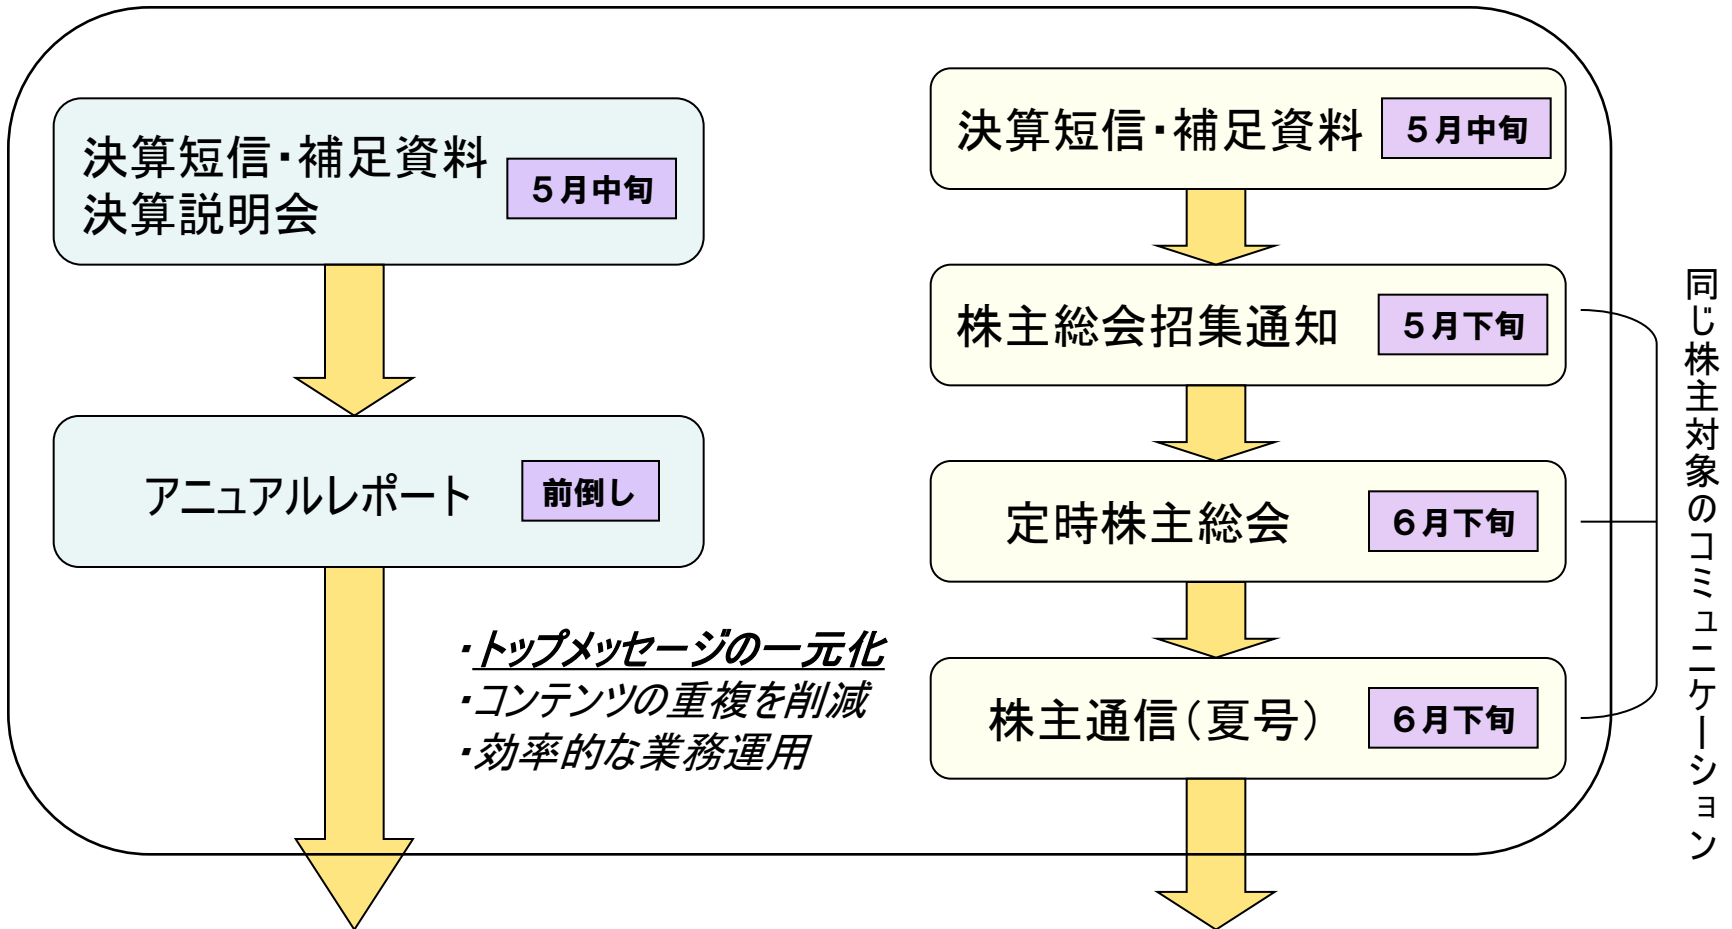 決算短信・補足資料
決算説明会
５月中旬
アニュアルレポート
前倒し
・トップメッセージの一元化
・コンテンツの重複を削減
・効率的な業務運用
決算短信・補足資料
５月中旬
株主総会招集通知
５月下旬
定時株主総会
６月下旬
株主通信（夏号）
６月下旬
同じ株主対象のコミュニケーション